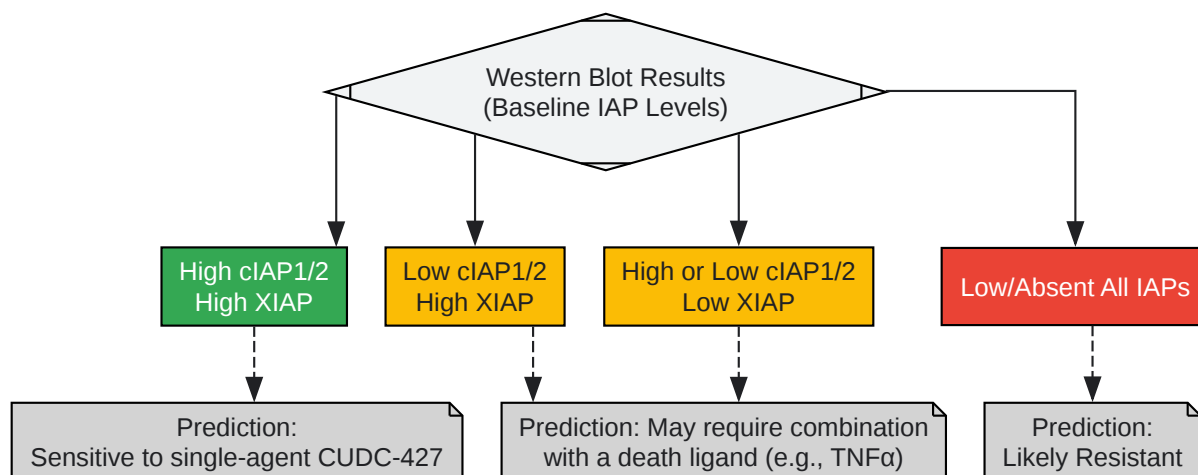 Western Blot Results
(Baseline IAP Levels)
High cIAP1/2
High XIAP
Low cIAP1/2
High XIAP
High or Low cIAP1/2
Low XIAP
Low/Absent All IAPs
Prediction:
Sensitive to single-agent CUDC-427
Prediction: May require combination
with a death ligand (e.g., TNFα)
Prediction:
Likely Resistant